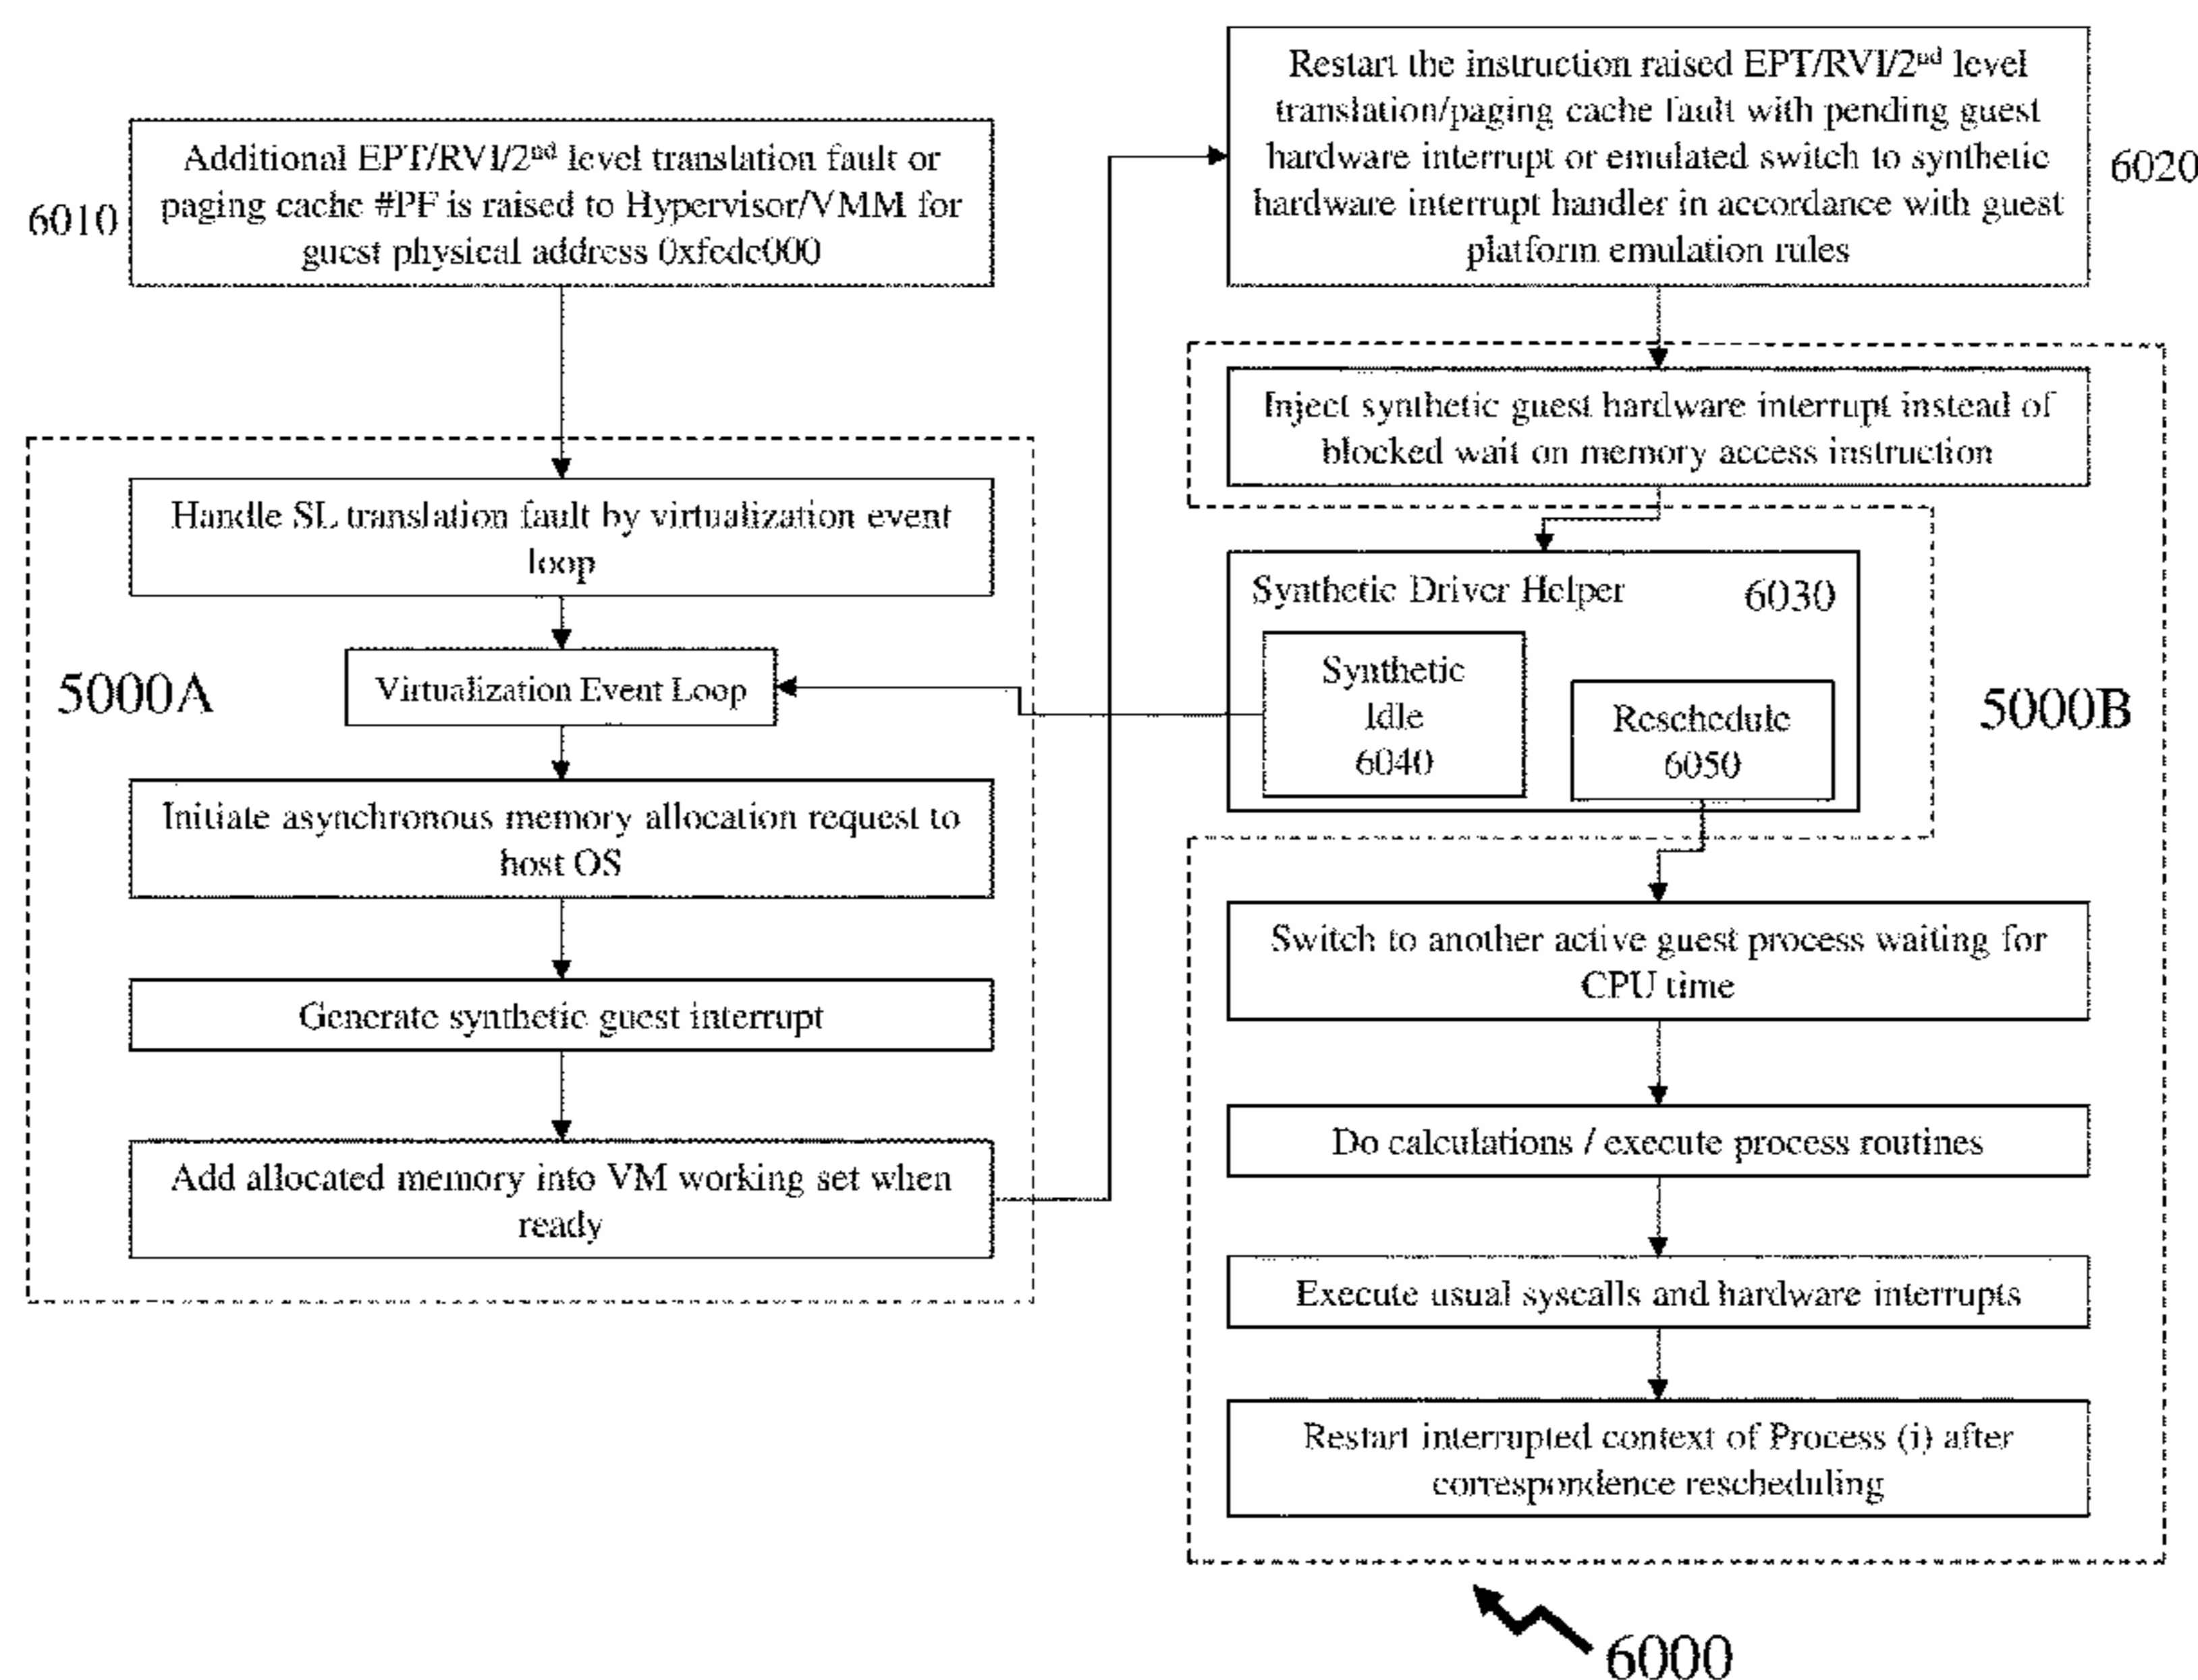 6010
Additional EPT/RVI/2nd level translation fault or
paging cache #PF is raised to Hypervisor/VMM for
guest physical address 0xfedc000
5000A
Handle SL translation fault by virtualization event
loop
Virtualization Event Loop
Initiate asynchronous memory allocation request to
host OS
Generate synthetic guest interrupt
Add allocated memory into VM working set when
ready
Restart the instruction raised EPT/RVI/2nd level
translation/paging cache fault with pending guest
hardware interrupt or emulated switch to synthetic
hardware interrupt handler in accordance with guest
platform emulation rules
6020
Inject synthetic guest hardware interrupt instead of
blocked wait on memory access instruction
Synthetic Driver Helper
6030
Synthetic
Idle
6040
Reschedule
6050
5000B
Switch to another active guest process waiting for
CPU time
Do calculations / execute process routines
Execute usual syscalls and hardware interrupts
Restart interrupted context of Process (i) after
correspondence rescheduling
6000